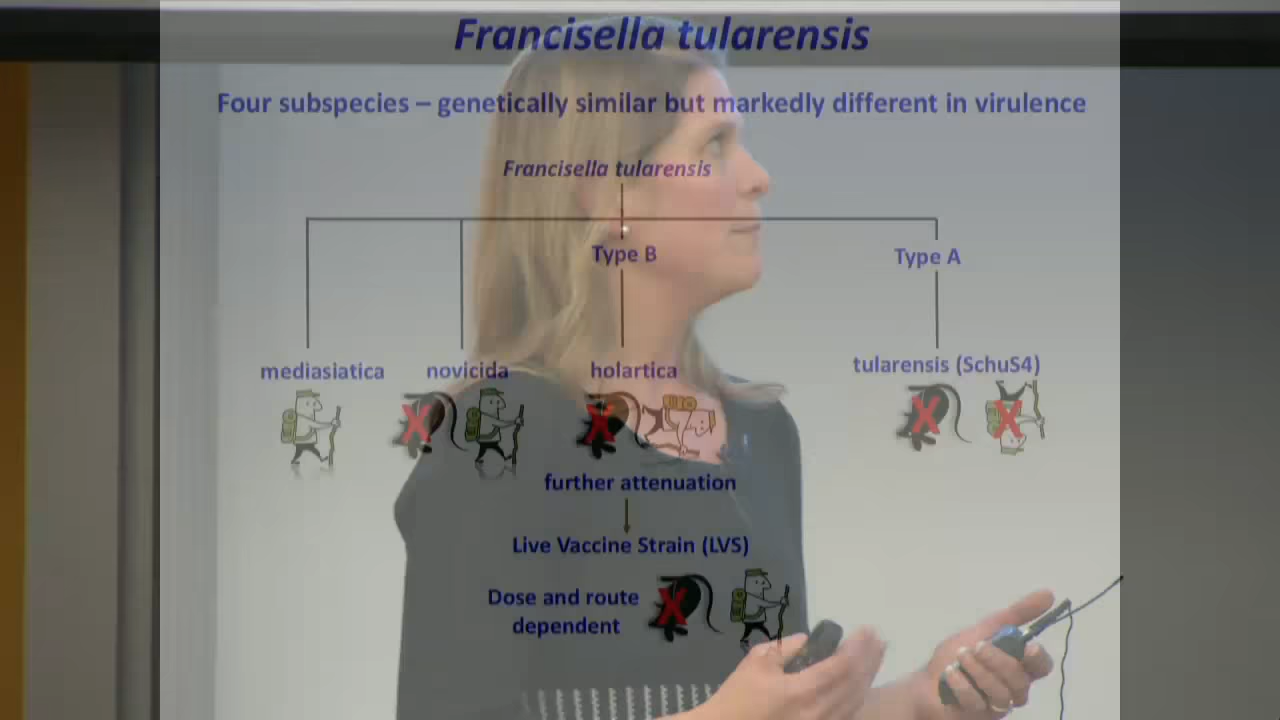 Francisella tularensis
Four subspecies – genetically similar but markedly different in virulence
Francisella tularensis
Type B
Type A
mediasiatica
novicida
holartica
tularensis (SchuS4)
further attenuation
Live Vaccine Strain (LVS)
Dose and route
dependent